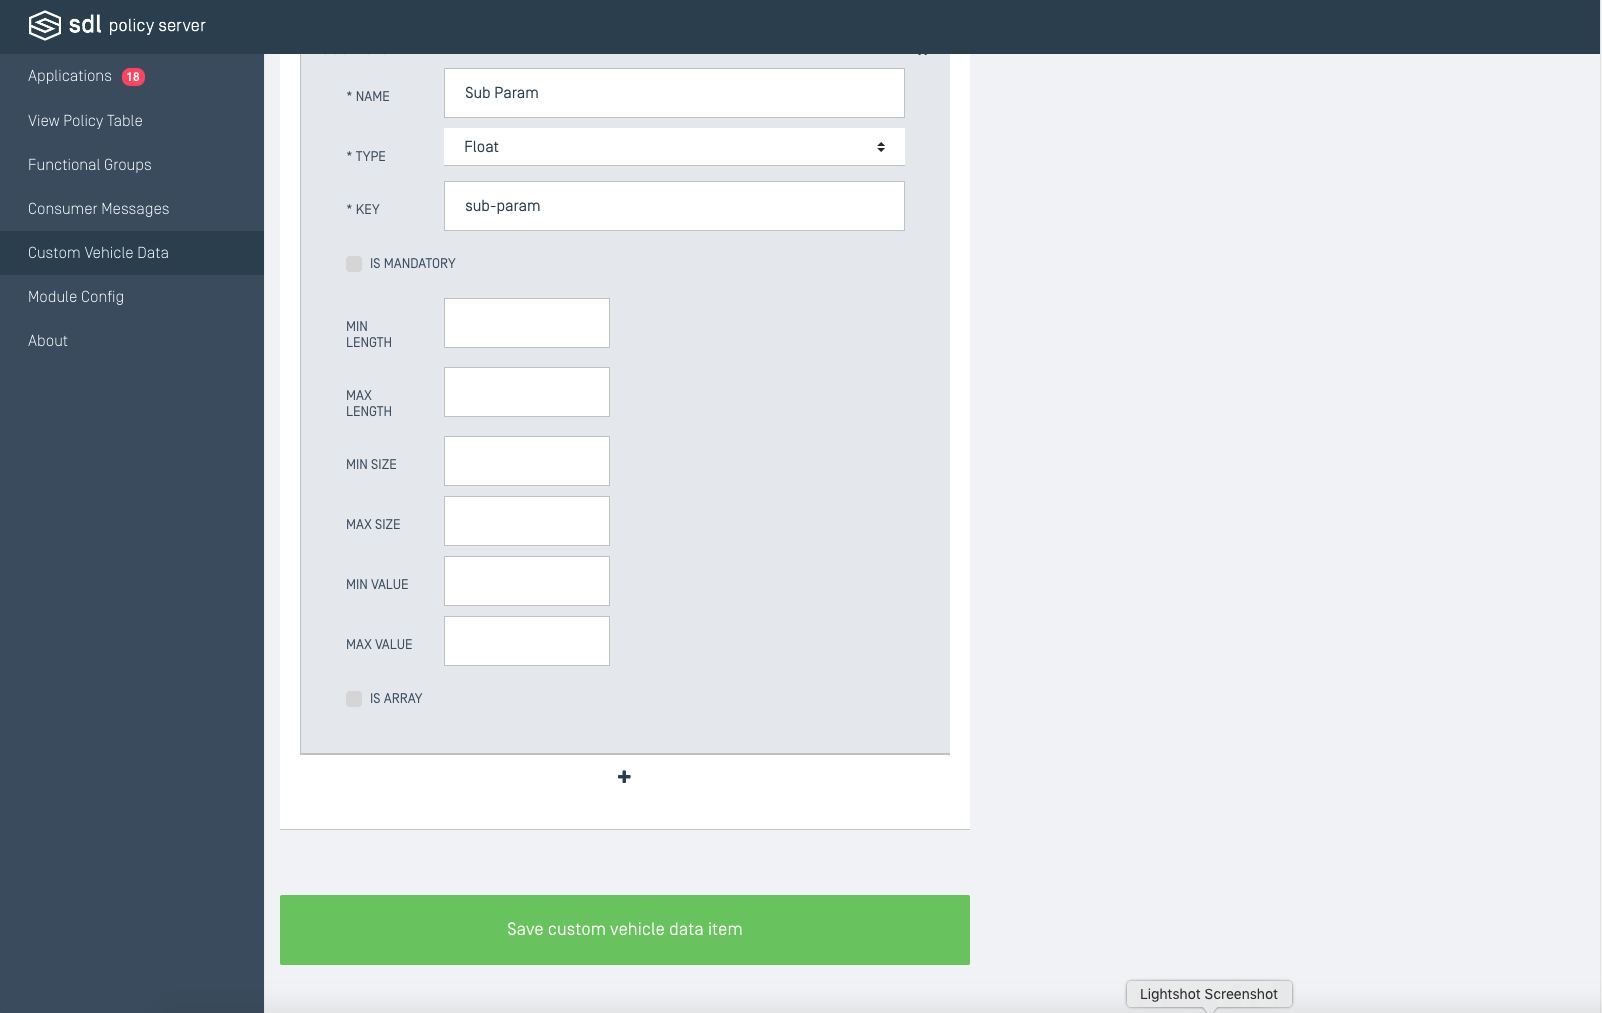 sdl policy server
Applications 18
View Policy Table
Functional Groups
Consumer Messages
Custom Vehicle Data
Module Config
About
* NAME
Sub Param
* TYPE
Float
* KEY
sub-param
IS MANDATORY
MIN
LENGTH
MAX
LENGTH
MIN SIZE
MAX SIZE
MIN VALUE
MAX VALUE
IS ARRAY
Save custom vehicle data item
Lightshot Screenshot